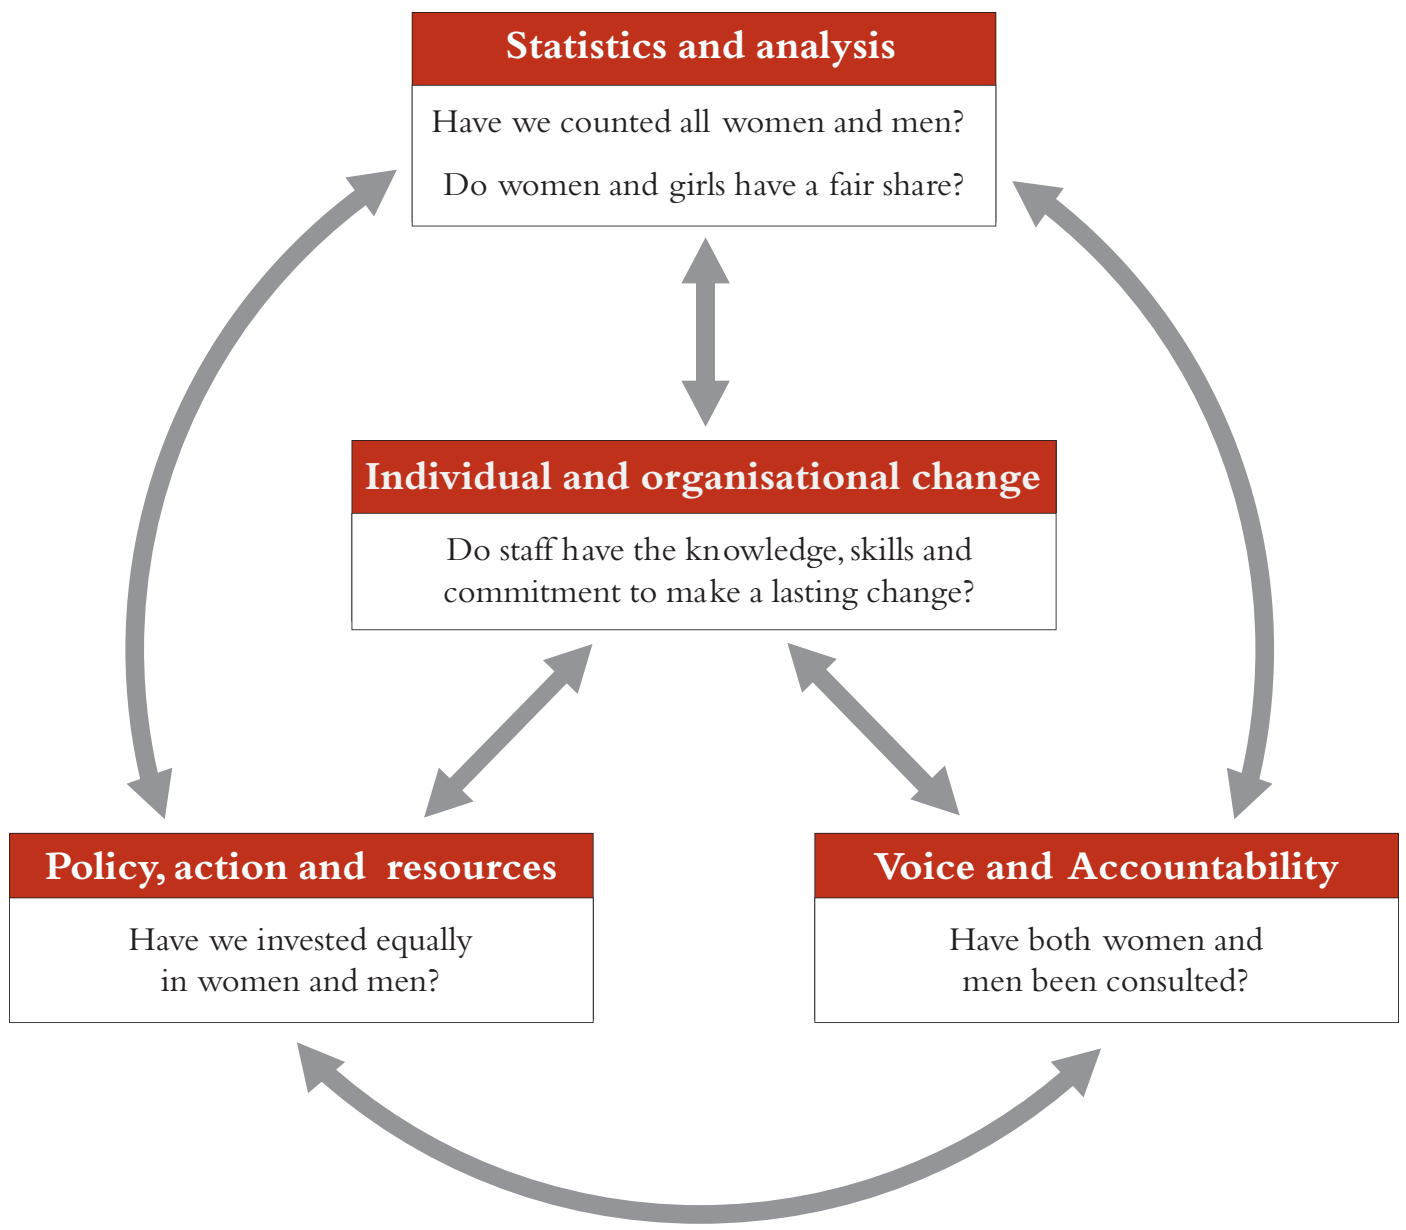 Statistics and analysis
Have we counted all women and men?
Do women and girls have a fair share?
Individual and organisational change
Do staff have the knowledge, skills and
commitment to make a lasting change?
Policy, action and resources
Have we invested equally
in women and men?
Voice and Accountability
Have both women and
men been consulted?